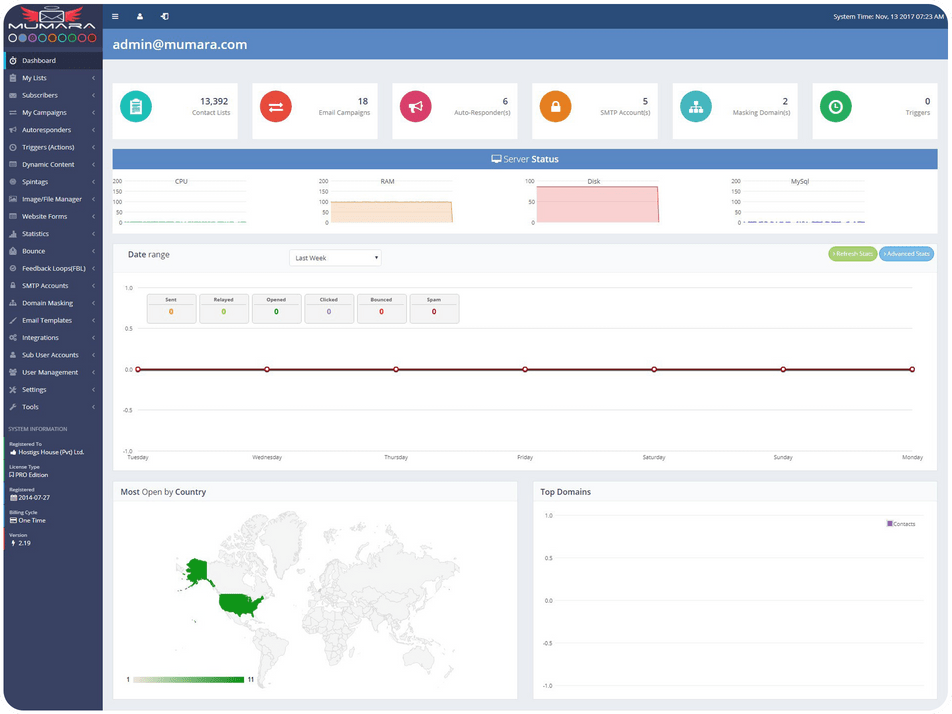 MUMARA
System Time: Nov, 13 2017 07:23 AM
admin@mumara.com
Dashboard
My Lists
Subscribers
My Campaigns
Autoresponders
Triggers (Actions)
Dynamic Content
Spintags
Image/File Manager
Website Forms
Statistics
Bounce
Feedback Loops(FBL)
SMTP Accounts
Domain Masking
Email Templates
Integrations
Sub User Accounts
User Management
Settings
Tools
SYSTEM INFORMATION
Registered To
Hostigs House (Pvt) Ltd.
License Type
PRO Edition
Registered
2014-07-27
Billing Cycle
One Time
Version
2.19
13,392
Contact Lists
18
Email Campaigns
6
Auto-Responder(s)
5
SMTP Account(s)
2
Masking Domain(s)
0
Triggers
Server Status
CPU
200
150
100
50
0
RAM
200
150
100
50
0
Disk
100
50
0
MySql
200
150
100
50
0
Date range
Last Week
Refresh Stats
Advanced Stats
Sent
0
Relayed
0
Opened
0
Clicked
0
Bounced
0
Spam
0
1.0
0.5
0.0
-0.5
-1.0
Tuesday Wednesday Thursday Friday Saturday Sunday Monday
Most Open by Country
1 11
Top Domains
Contacts
1.0
0.5
0.0
-0.5
-1.0